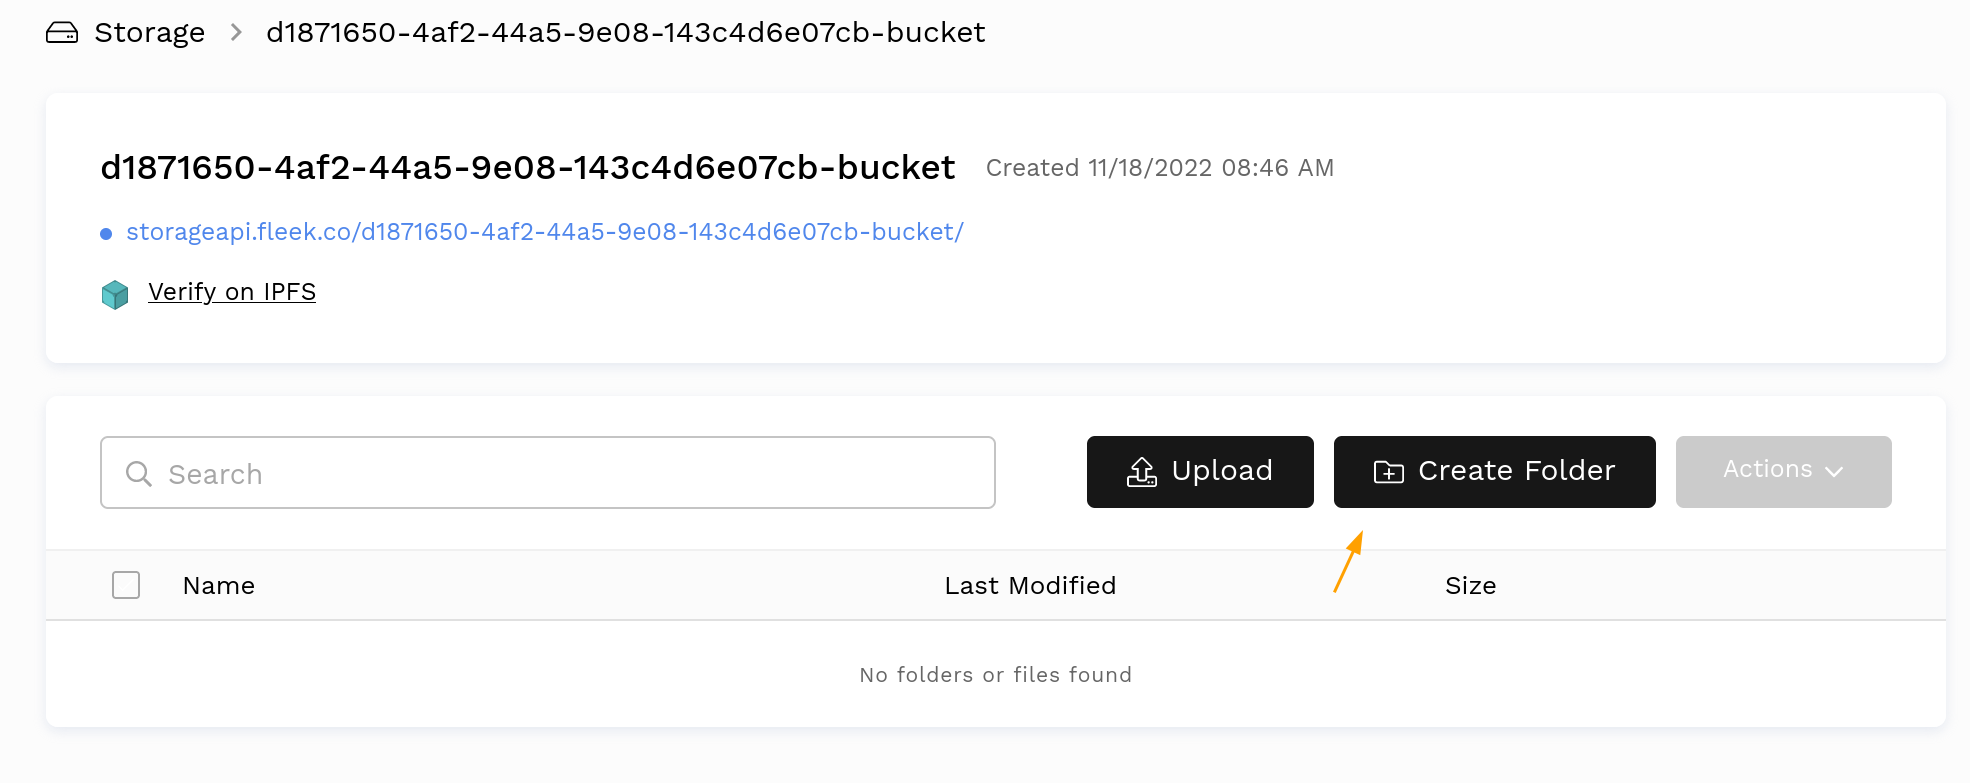 Storage > d1871650-4af2-44a5-9e08-143c4d6e07cb-bucket
d1871650-4af2-44a5-9e08-143c4d6e07cb-bucket Created 11/18/2022 08:46 AM
storageapi.fleek.co/d1871650-4af2-44a5-9e08-143c4d6e07cb-bucket/
Verify on IPFS
Search Upload Create Folder Actions
Name Last Modified Size
No folders or files found